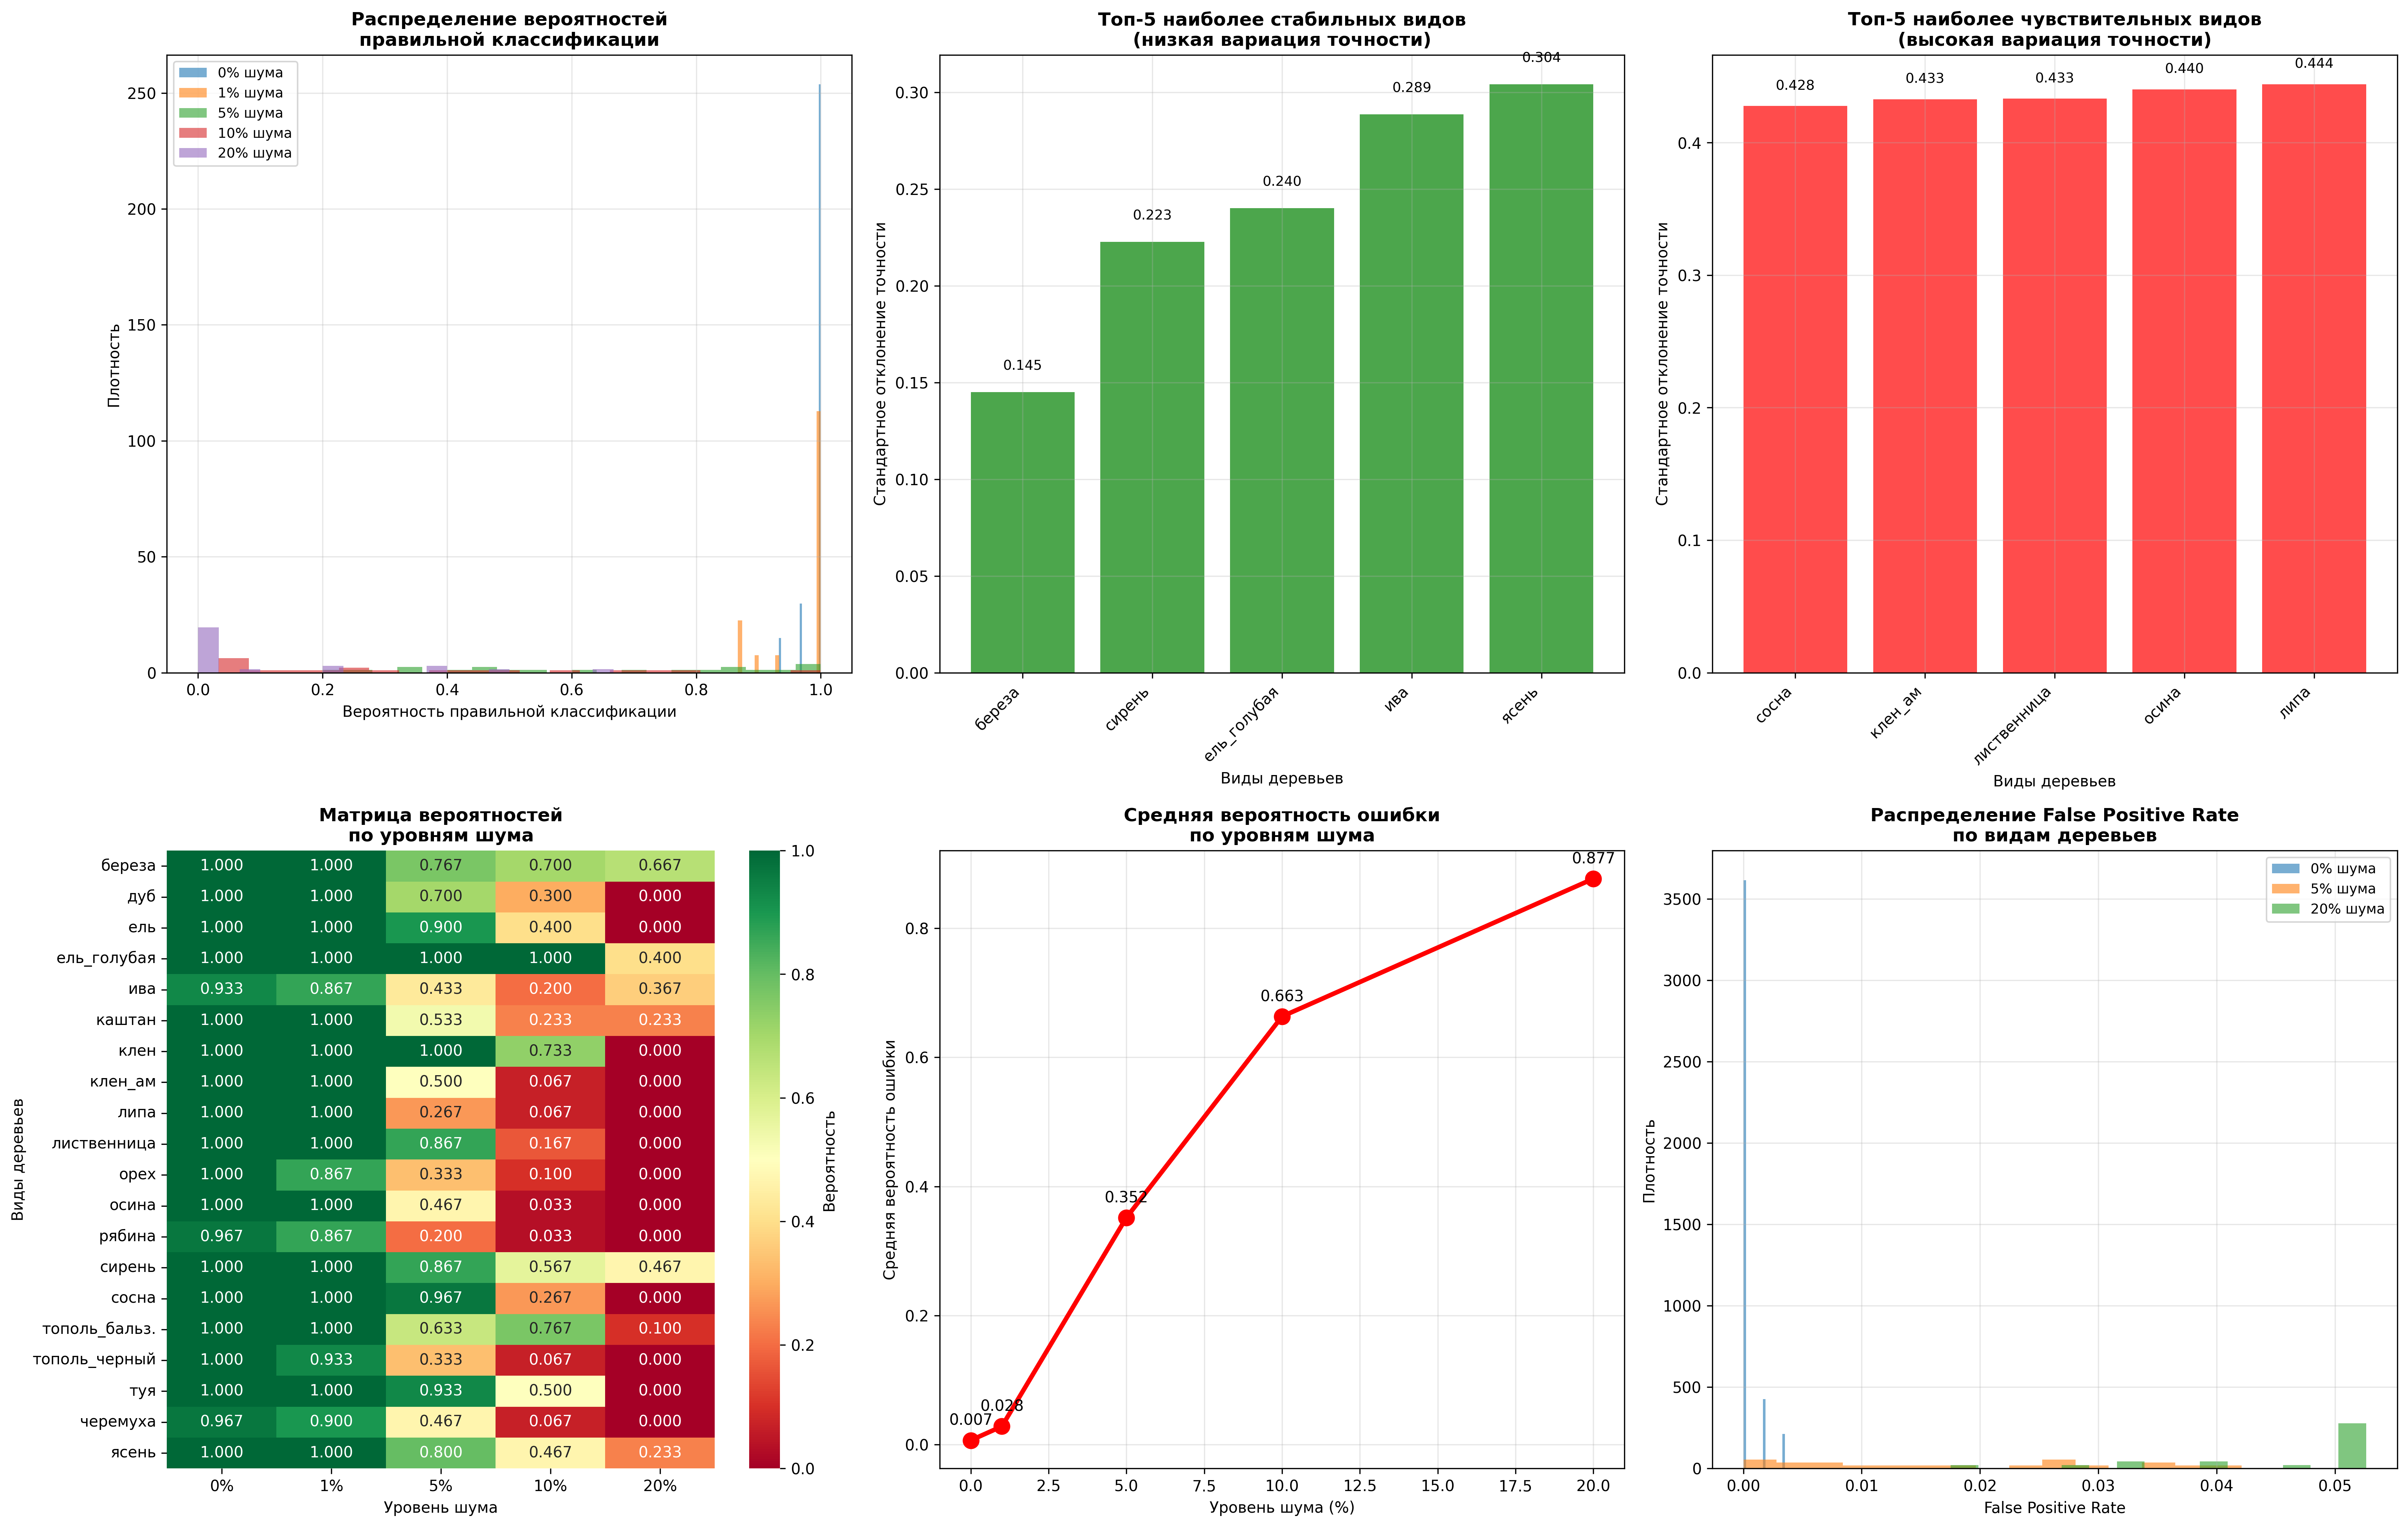 Распределение вероятностей
правильной классификации
0% шума
1% шума
5% шума
10% шума
20% шума
Плотность
250
200
150
100
50
0
0.0 0.2 0.4 0.6 0.8 1.0
Вероятность правильной классификации
Топ-5 наиболее стабильных видов
(низкая вариация точности)
Стандартное отклонение точности
0.30
0.25
0.20
0.15
0.10
0.05
0.00
0.145 0.223 0.240 0.289 0.304
береза сирень ель_голубая ива ясень
Виды деревьев
Топ-5 наиболее чувствительных видов
(высокая вариация точности)
Стандартное отклонение точности
0.4
0.3
0.2
0.1
0.0
0.428 0.433 0.433 0.440 0.444
сосна клен_ам лиственница осина липа
Виды деревьев
Матрица вероятностей
по уровням шума
Виды деревьев
береза 1.000 1.000 0.767 0.700 0.667
дуб 1.000 1.000 0.700 0.300 0.000
ель 1.000 1.000 0.900 0.400 0.000
ель_голубая 1.000 1.000 1.000 1.000 0.400
ива 0.933 0.867 0.433 0.200 0.367
каштан 1.000 1.000 0.533 0.233 0.233
клен 1.000 1.000 1.000 0.733 0.000
клен_ам 1.000 1.000 0.500 0.067 0.000
липа 1.000 1.000 0.267 0.067 0.000
лиственница 1.000 1.000 0.867 0.167 0.000
орех 1.000 0.867 0.333 0.100 0.000
осина 1.000 1.000 0.467 0.033 0.000
рябина 0.967 0.867 0.200 0.033 0.000
сирень 1.000 1.000 0.867 0.567 0.467
сосна 1.000 1.000 0.967 0.267 0.000
тополь_бальз. 1.000 1.000 0.633 0.767 0.100
тополь_черный 1.000 0.933 0.333 0.067 0.000
туя 1.000 1.000 0.933 0.500 0.000
черемуха 0.967 0.900 0.467 0.067 0.000
ясень 1.000 1.000 0.800 0.467 0.233
0% 1% 5% 10% 20%
Уровень шума
1.0
0.8
0.6
0.4
0.2
0.0
Вероятность
Средняя вероятность ошибки
по уровням шума
Средняя вероятность ошибки
0.8
0.6
0.4
0.2
0.0
0.007 0.028 0.352 0.663 0.877
0.0 2.5 5.0 7.5 10.0 12.5 15.0 17.5 20.0
Уровень шума (%)
Распределение False Positive Rate
по видам деревьев
0% шума
5% шума
20% шума
Плотность
3500
3000
2500
2000
1500
1000
500
0
0.00 0.01 0.02 0.03 0.04 0.05
False Positive Rate